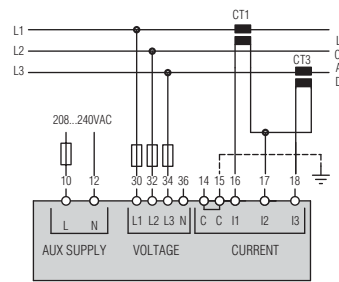 CT1
L1
L2
CT3
L3
L
O
A
D
208...240VAC
10 12 30 32 34 36 14 15 16 17 18
L N L1 L2 L3 N C C I1 I2 I3
AUX SUPPLY VOLTAGE CURRENT